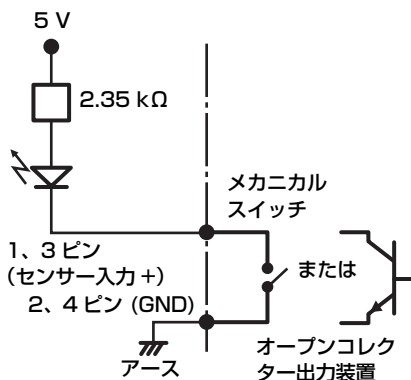 5 V
2.35 kΩ
メカニカル
スイッチ
1、3 ピン
(センサー入力 +)
または
2、4 ピン (GND)
アース
オープンコレク
ター出力装置